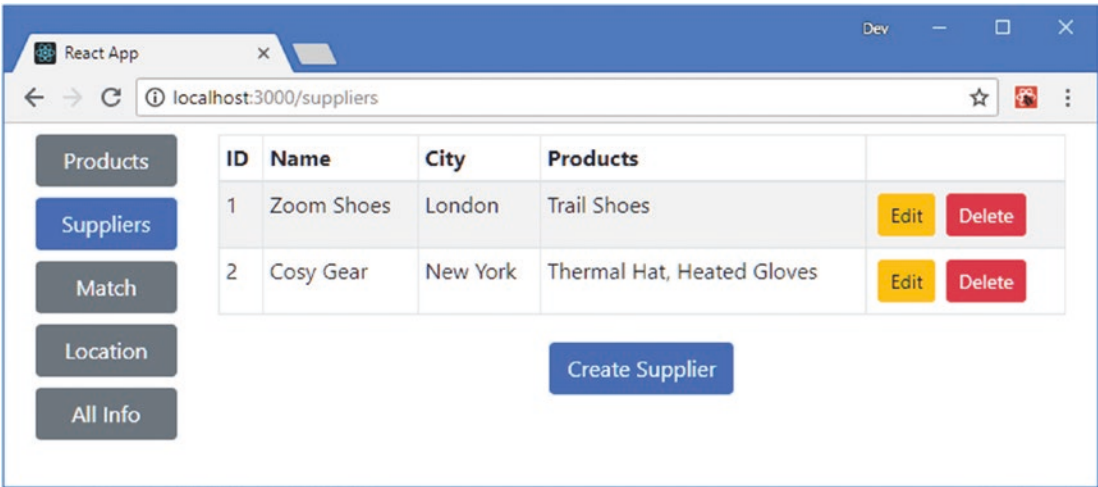 Dev
React App
localhost:3000/suppliers
Products
Suppliers
Match
Location
All Info
ID Name City Products
1 Zoom Shoes London Trail Shoes Edit Delete
2 Cosy Gear New York Thermal Hat, Heated Gloves Edit Delete
Create Supplier